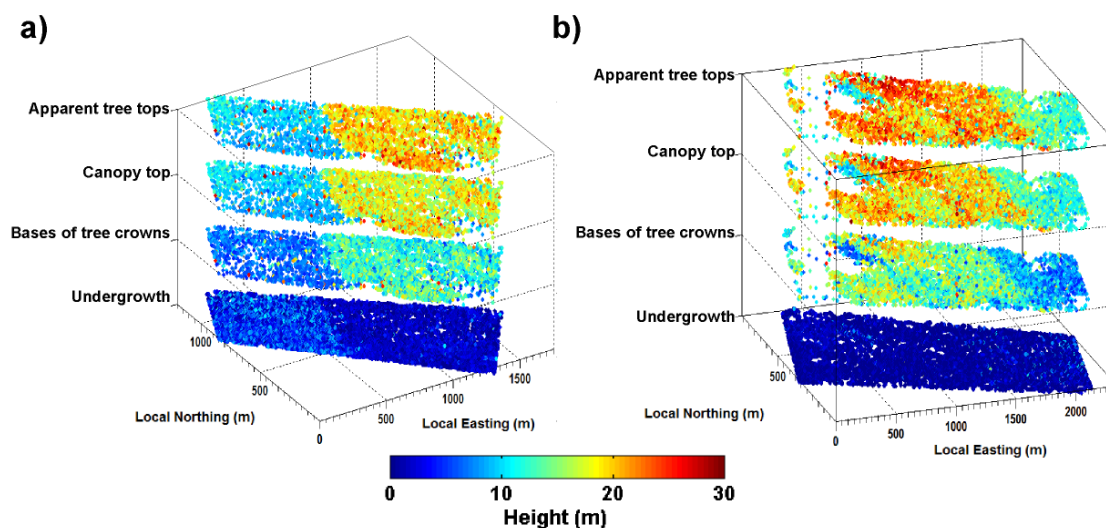 a)
Apparent tree tops
Canopy top
Bases of tree crowns
Undergrowth
1000
500
0
500
1000
1500
Local Northing (m)
Local Easting (m)
b)
Apparent tree tops
Canopy top
Bases of tree crowns
Undergrowth
500
0
500
1000
1500
2000
Local Northing (m)
Local Easting (m)
0
10
20
30
Height (m)